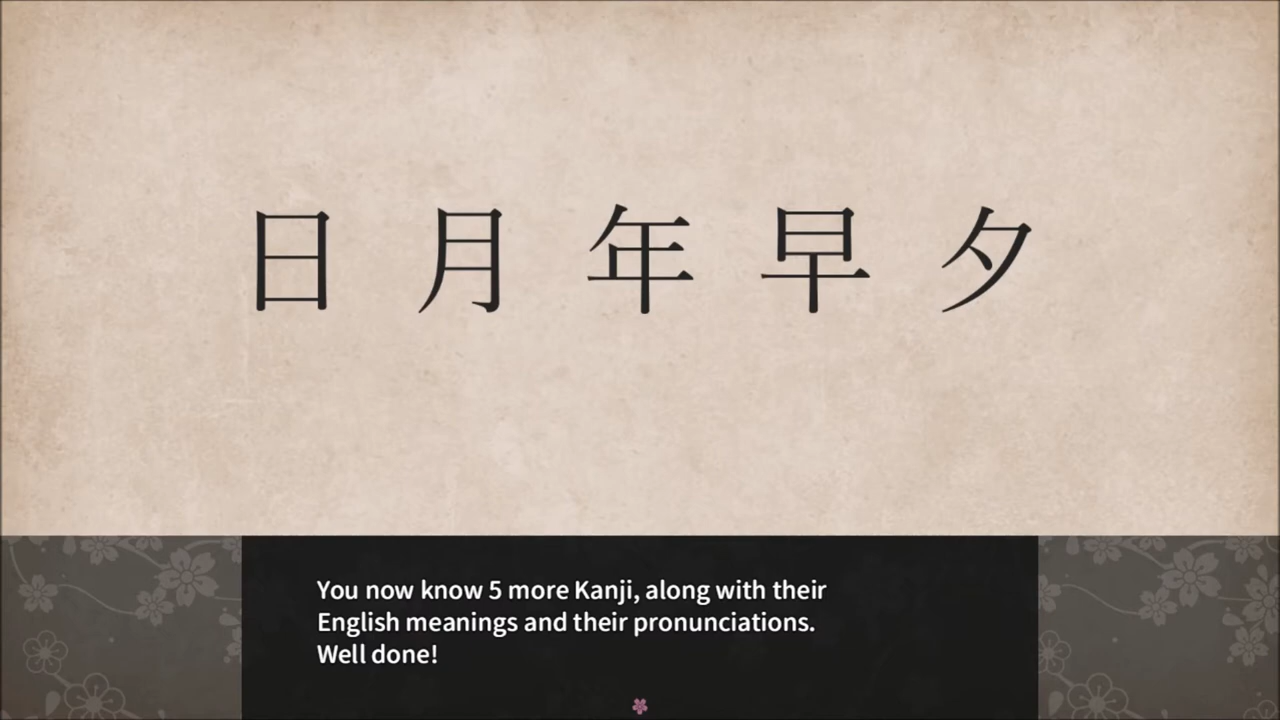 日 月 年 早 夕
You now know 5 more Kanji, along with their
English meanings and their pronunciations.
Well done!